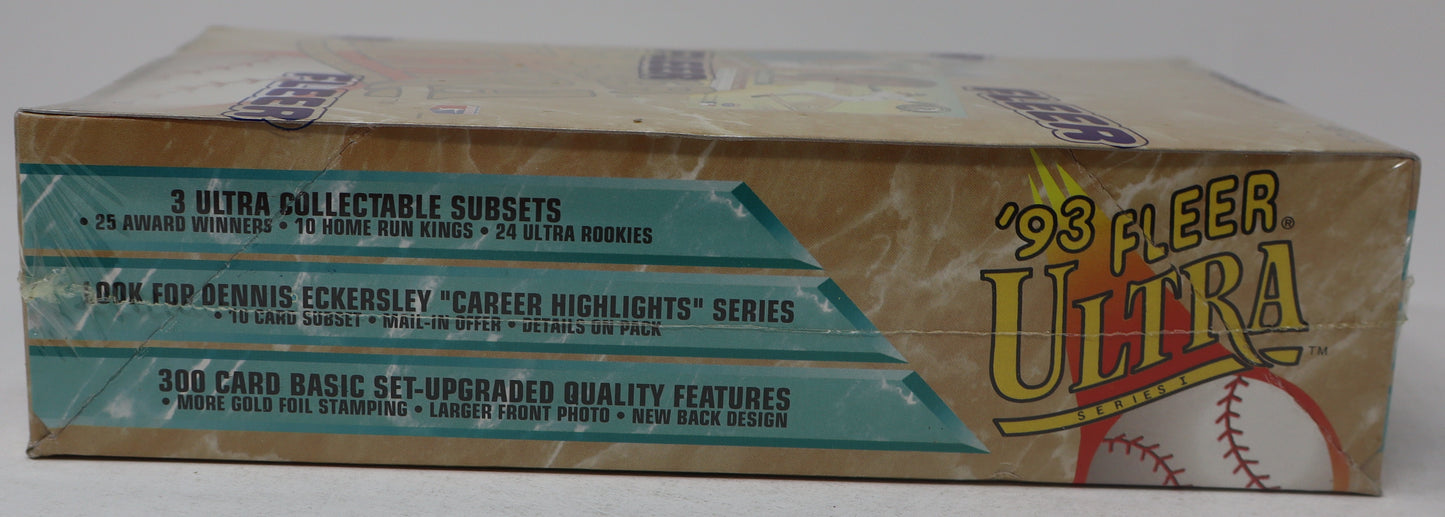 FLEER
FLEER
FLEER
3 ULTRA COLLECTABLE SUBSETS
• 25 AWARD WINNERS • 10 HOME RUN KINGS • 24 ULTRA ROOKIES
LOOK FOR DENNIS ECKERSLEY "CAREER HIGHLIGHTS" SERIES
• 10 CARD SUBSET • MAIL-IN OFFER • DETAILS ON PACK
300 CARD BASIC SET-UPGRADED QUALITY FEATURES
• MORE GOLD FOIL STAMPING • LARGER FRONT PHOTO • NEW BACK DESIGN
'93 FLEER®
ULTRA™
SERIES I